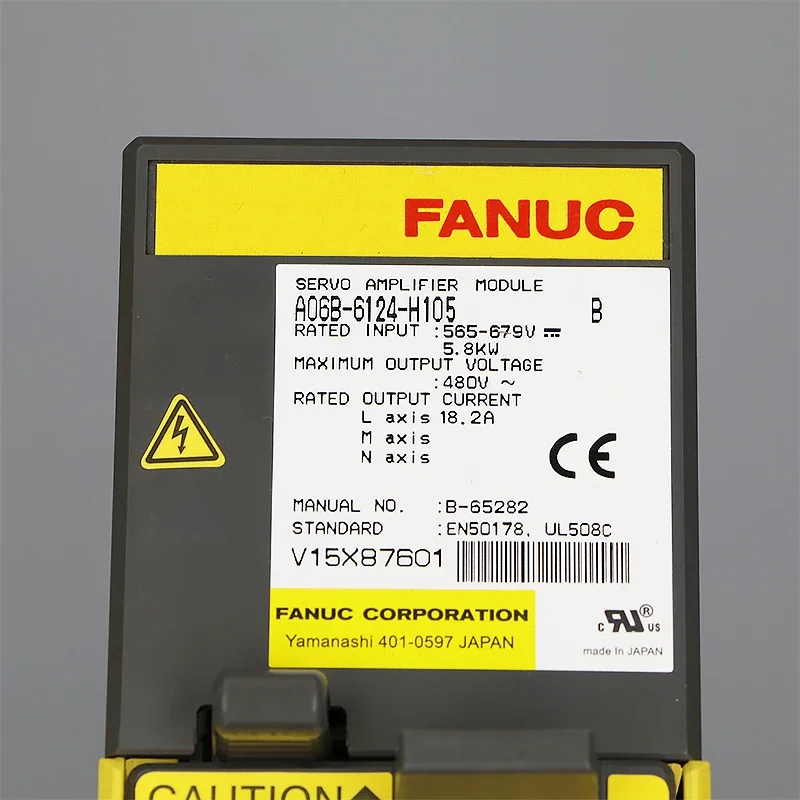 FANUC
SERVO AMPLIFIER MODULE
A06B-6124-H105 B
RATED INPUT :565-679V ⎓
5.8KW
MAXIMUM OUTPUT VOLTAGE
:480V ~
RATED OUTPUT CURRENT
L axis 18.2A
M axis
N axis
CE
MANUAL NO. :B-65282
STANDARD :EN50178, UL508C
V15X87601
FANUC CORPORATION
Yamanashi 401-0597 JAPAN
c RU® US
made In JAPAN
CAUTION